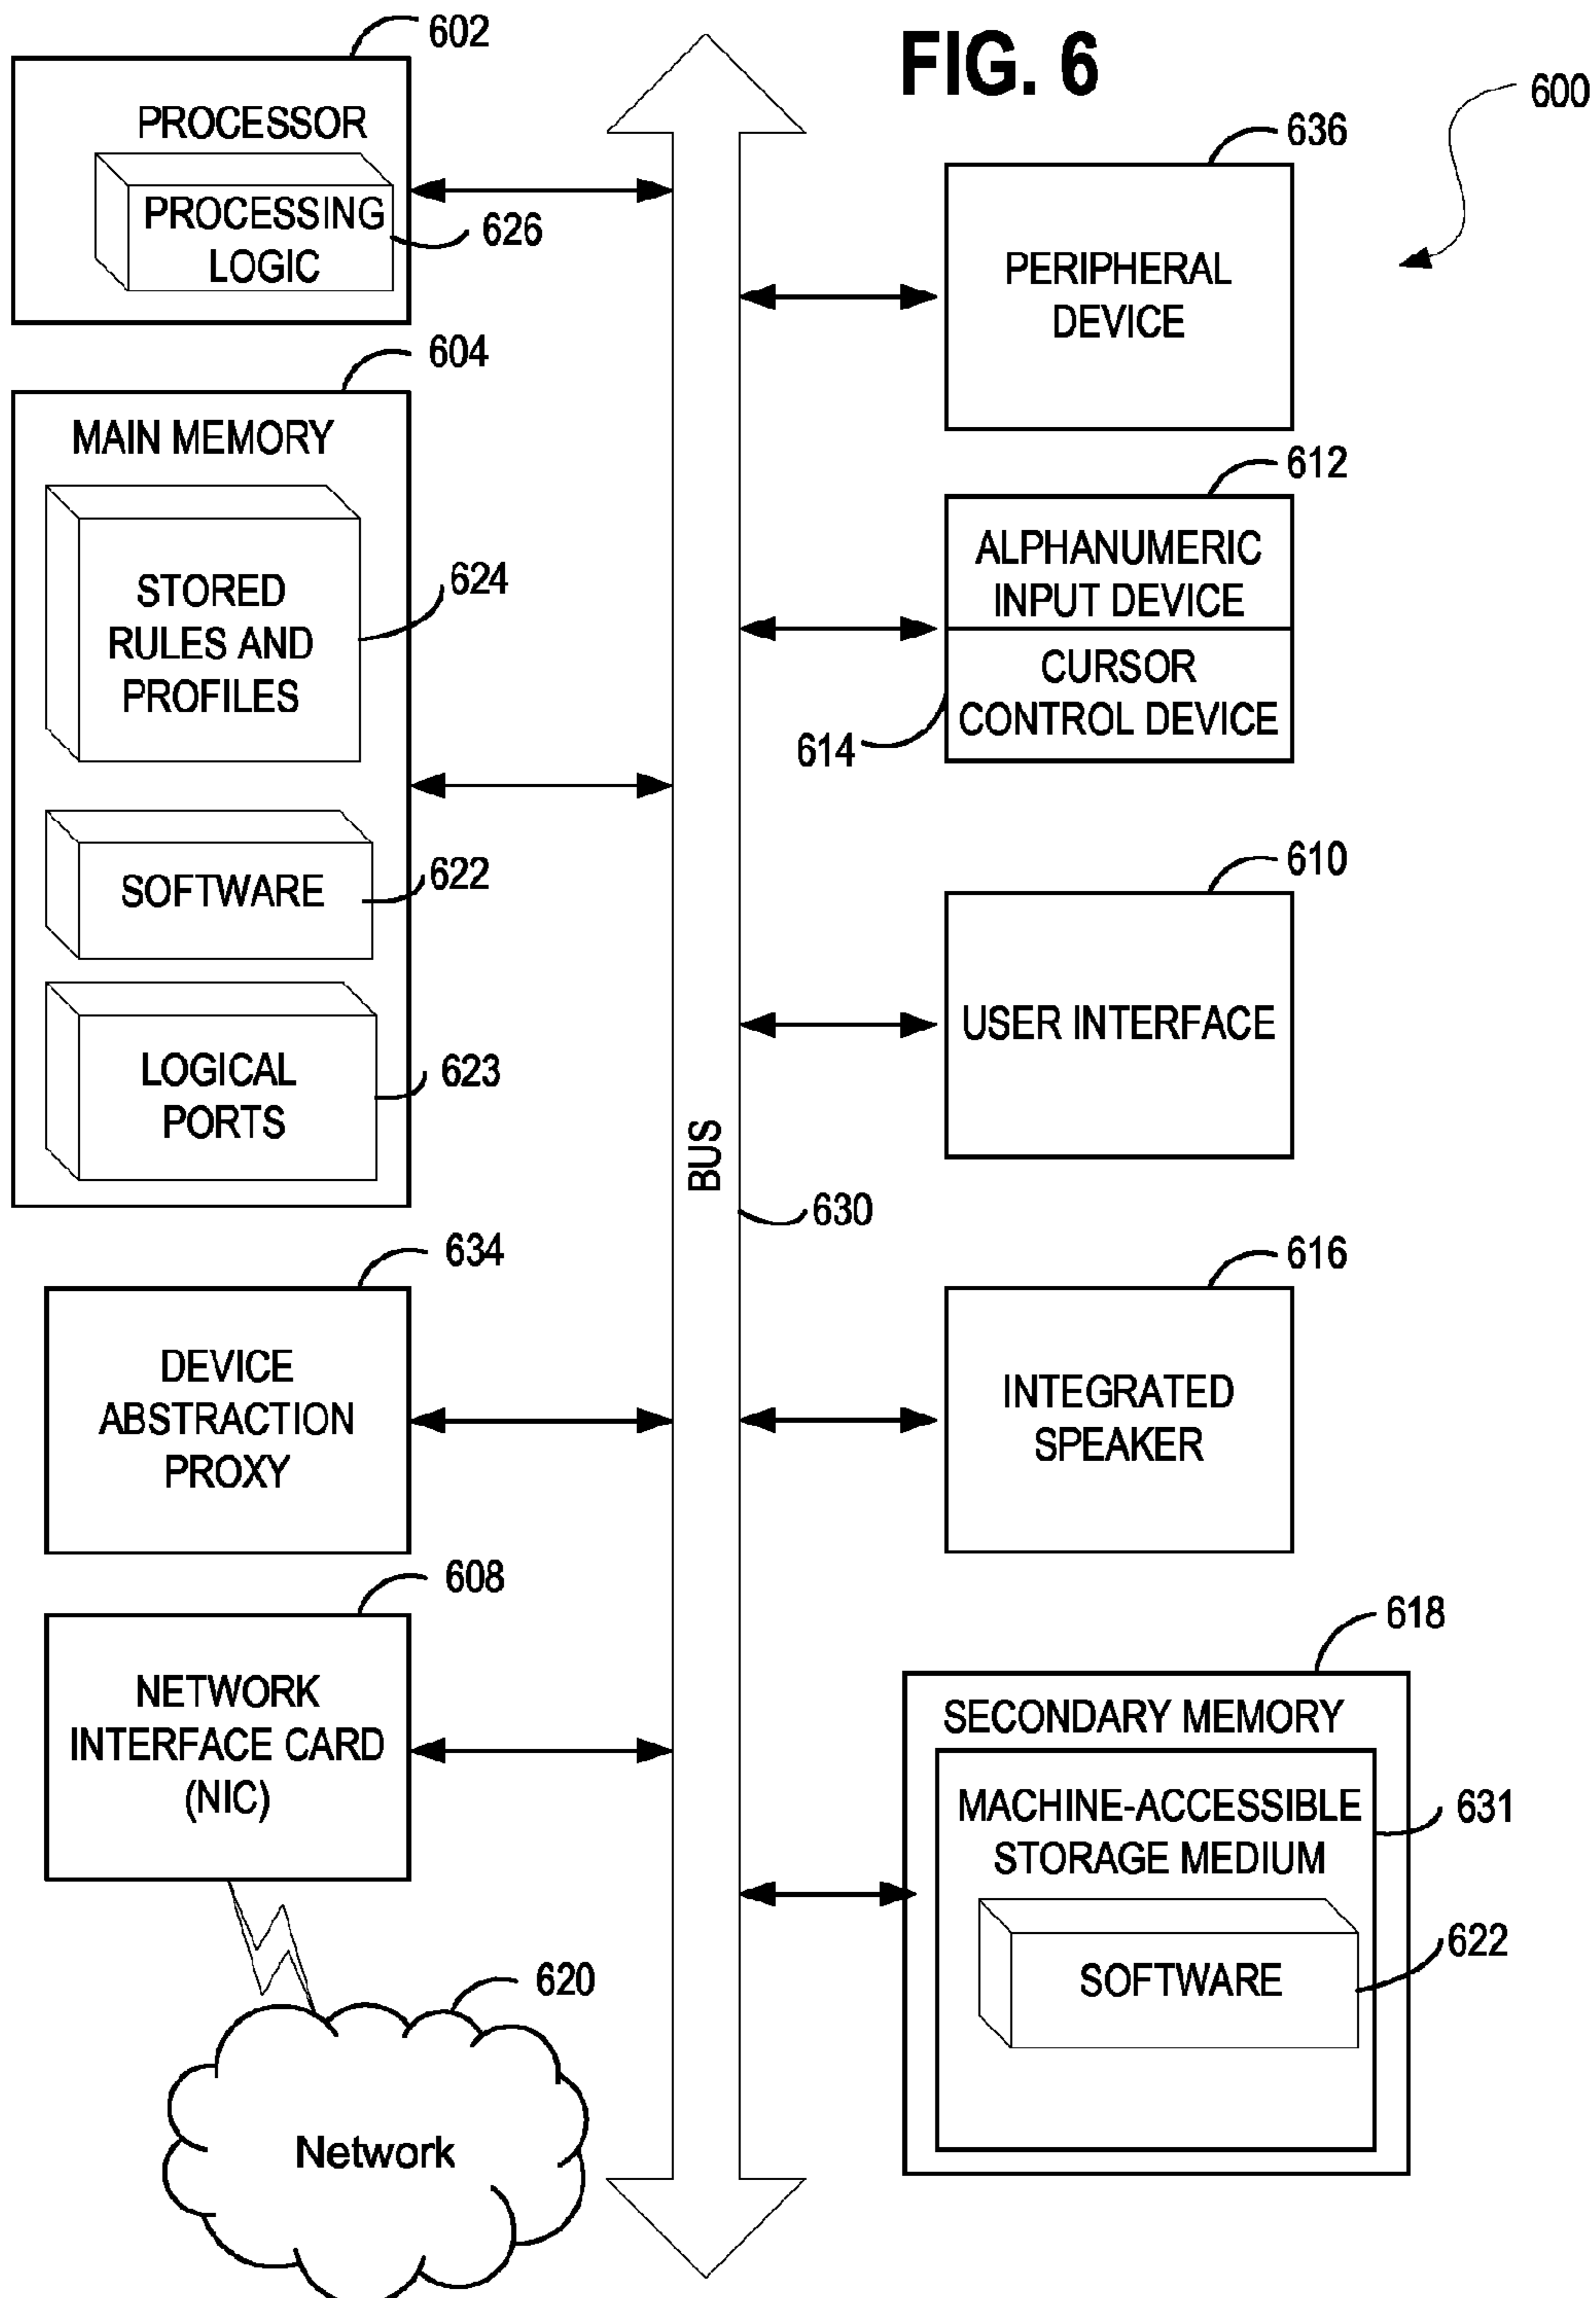 FIG. 6
600
602
PROCESSOR
PROCESSING
LOGIC
626
604
MAIN MEMORY
STORED
RULES AND
PROFILES
624
SOFTWARE
622
LOGICAL
PORTS
623
634
DEVICE
ABSTRACTION
PROXY
608
NETWORK
INTERFACE CARD
(NIC)
620
Network
BUS
630
636
PERIPHERAL
DEVICE
612
ALPHANUMERIC
INPUT DEVICE
CURSOR
CONTROL DEVICE
614
610
USER INTERFACE
616
INTEGRATED
SPEAKER
618
SECONDARY MEMORY
MACHINE-ACCESSIBLE
STORAGE MEDIUM
631
SOFTWARE
622